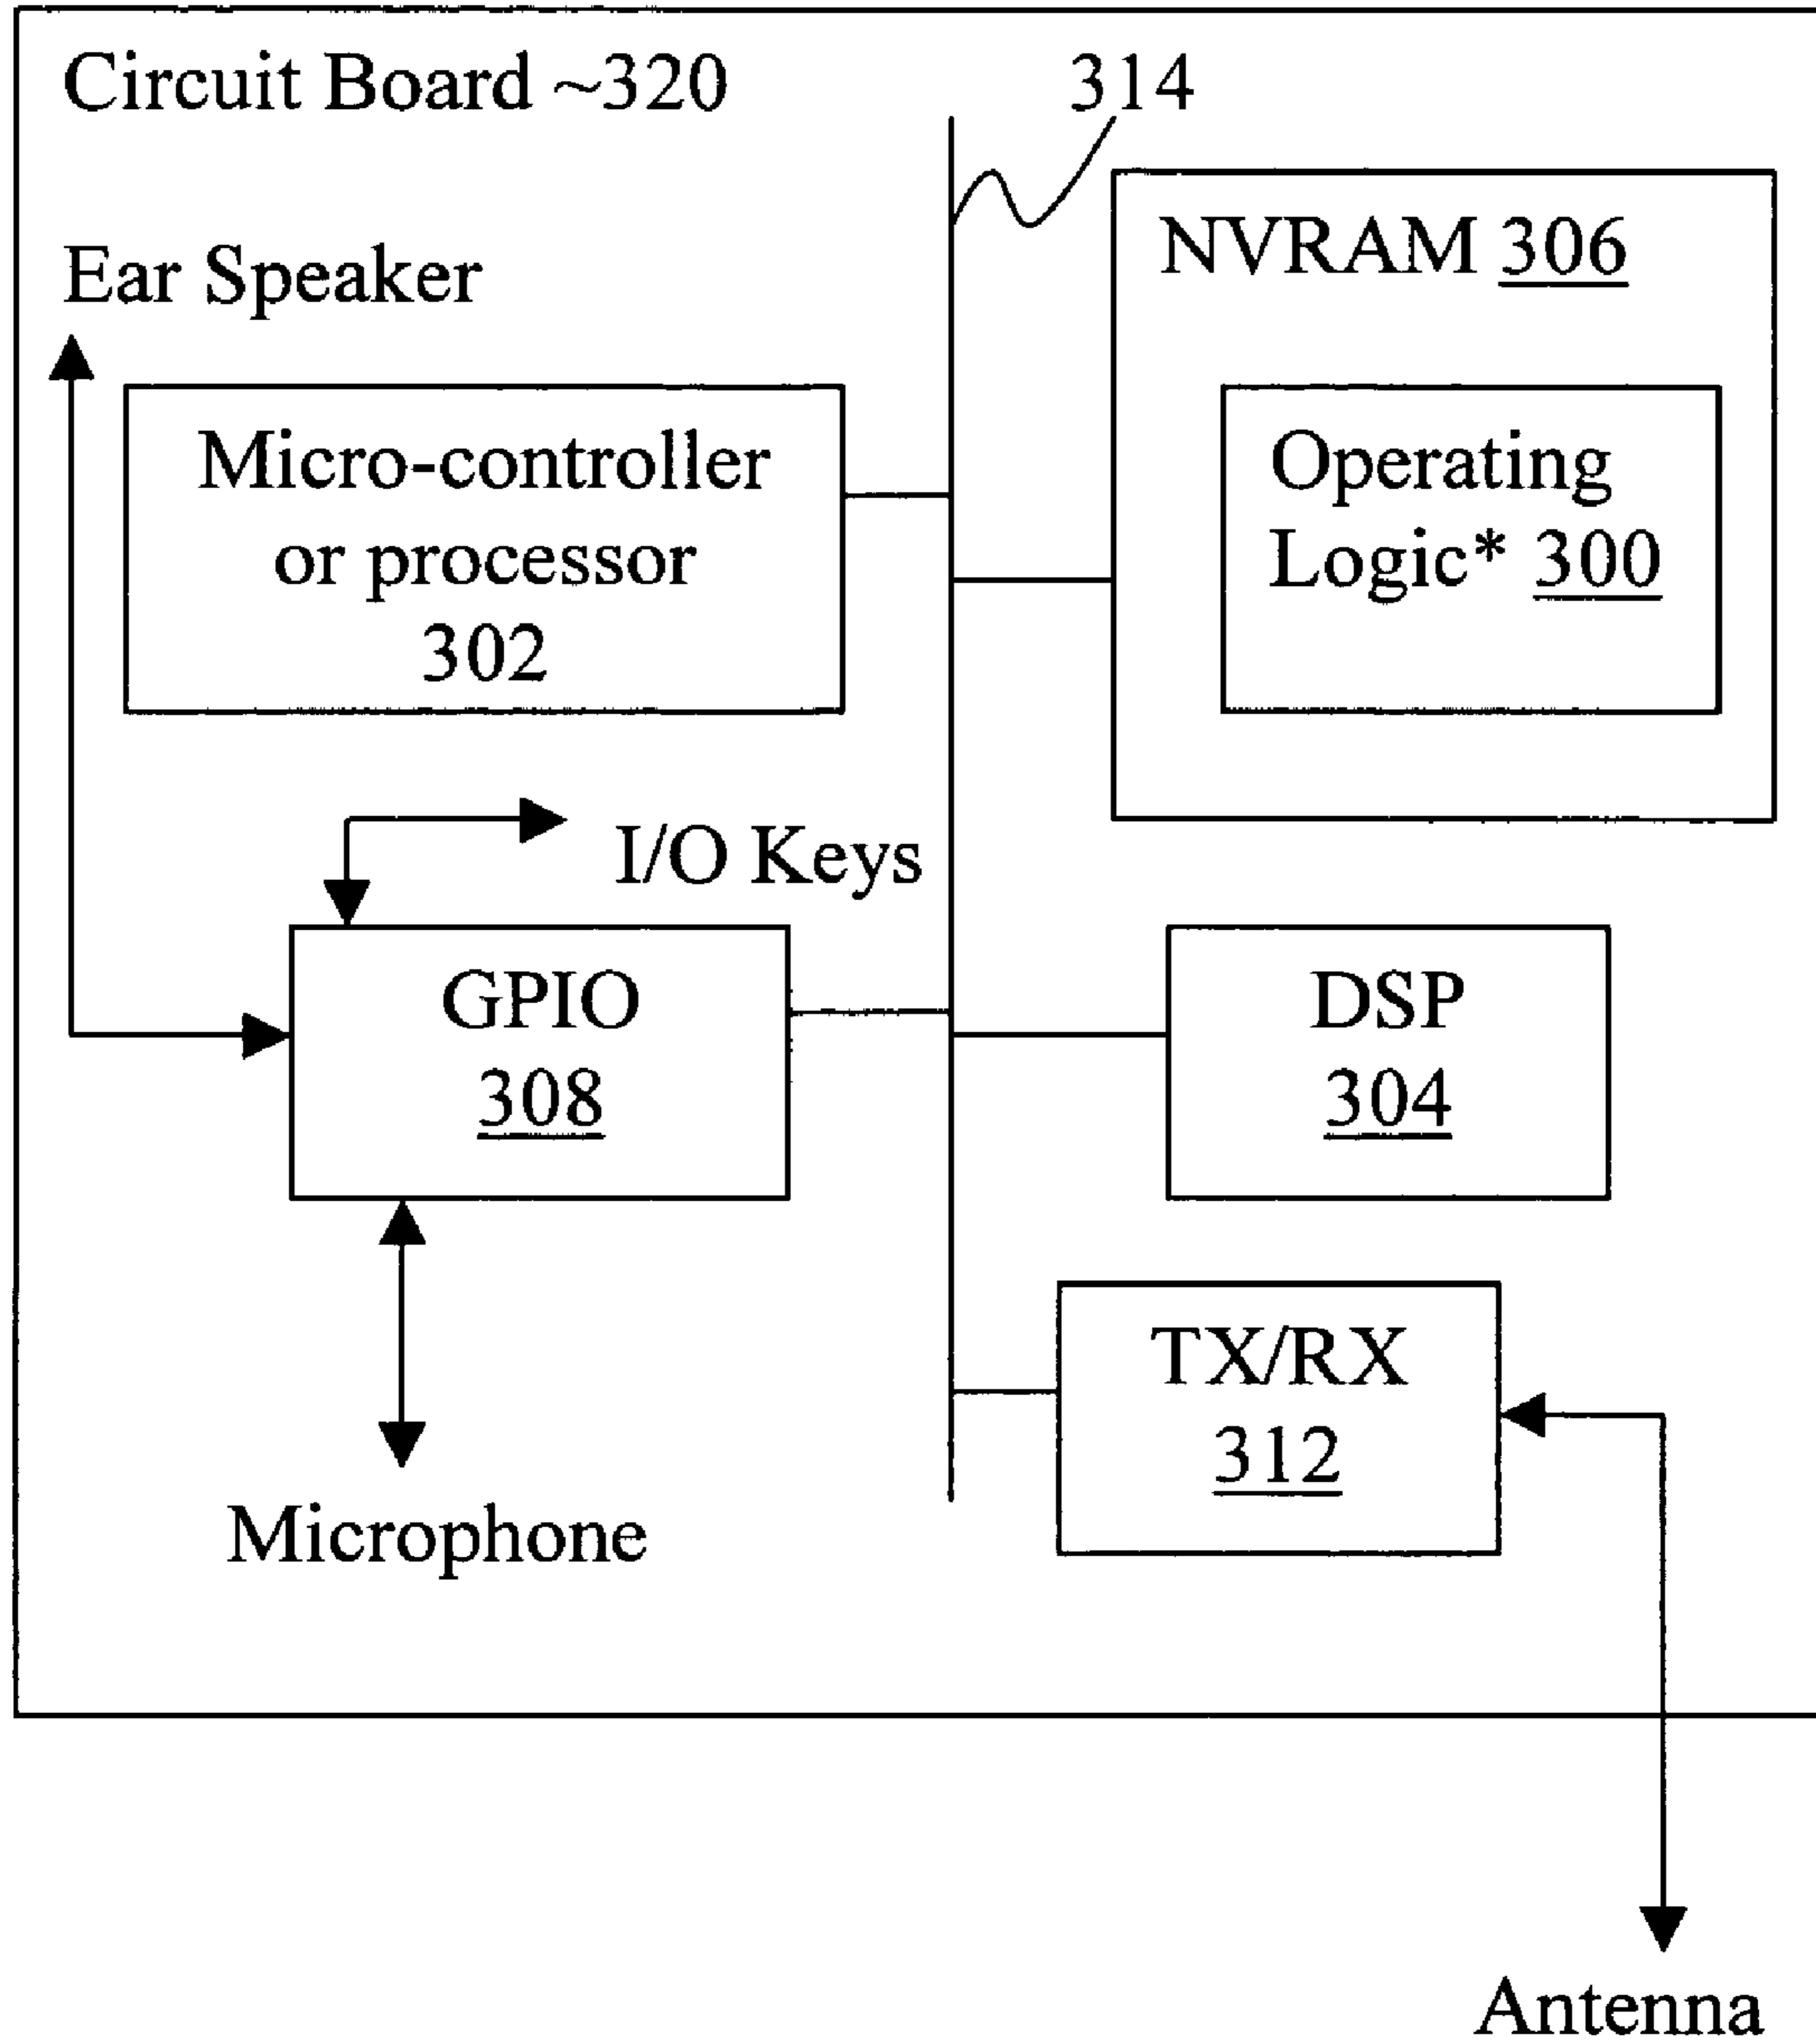 Circuit Board ~320
314
Ear Speaker
NVRAM 306
Micro-controller
or processor
302
Operating
Logic* 300
I/O Keys
GPIO
308
DSP
304
TX/RX
312
Microphone
Antenna